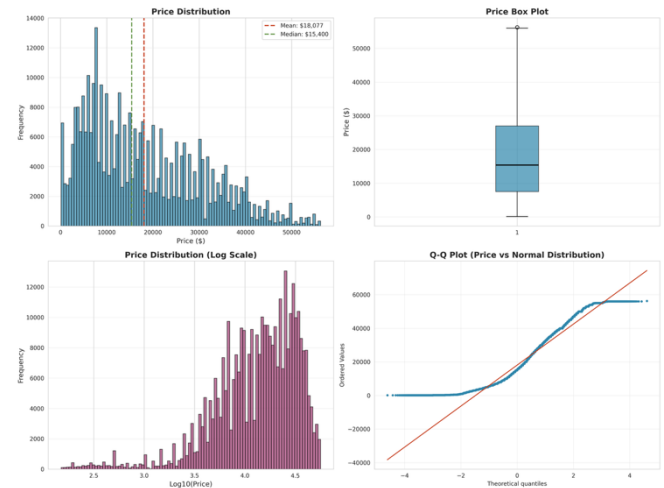 Price Distribution
Mean: $18,077
Median: $15,400
Frequency
14000
12000
10000
8000
6000
4000
2000
0
0 10000 20000 30000 40000 50000
Price ($)
Price Box Plot
Price ($)
50000
40000
30000
20000
10000
0
1
Price Distribution (Log Scale)
Frequency
12000
10000
8000
6000
4000
2000
0
2.5 3.0 3.5 4.0 4.5
Log10(Price)
Q-Q Plot (Price vs Normal Distribution)
Ordered Values
80000
60000
40000
20000
0
−20000
−40000
−4 −2 0 2 4
Theoretical quantiles